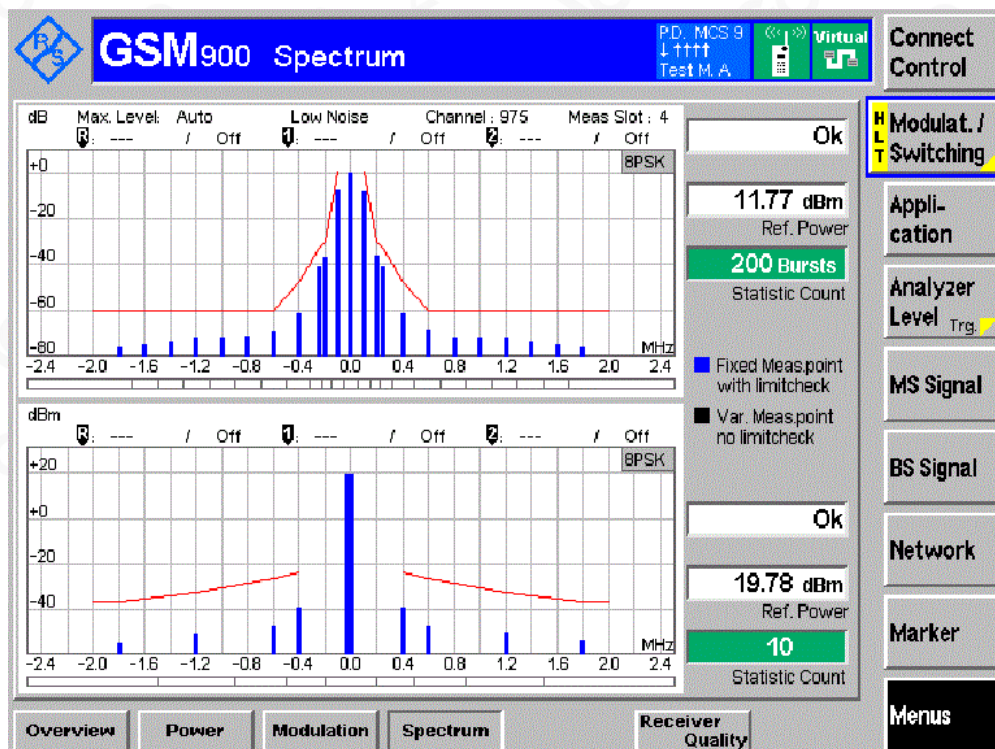 R/S
GSM900 Spectrum
P.D. MCS 9
↓ ↑↑↑↑
Test M. A.
Virtual
Connect Control
dB Max. Level: Auto Low Noise Channel : 975 Meas Slot : 4
R: --- / Off 1: --- / Off 2: --- / Off
8PSK
+0
-20
-40
-60
-80
MHz
-2.4 -2.0 -1.6 -1.2 -0.8 -0.4 0.0 0.4 0.8 1.2 1.6 2.0 2.4
Ok
11.77 dBm
Ref. Power
200 Bursts
Statistic Count
Fixed Meas.point
with limitcheck
Var. Meas.point
no limitcheck
dBm
R: --- / Off 1: --- / Off 2: --- / Off
8PSK
+20
+0
-20
-40
MHz
-2.4 -2.0 -1.6 -1.2 -0.8 -0.4 0.0 0.4 0.8 1.2 1.6 2.0 2.4
Ok
19.78 dBm
Ref. Power
10
Statistic Count
HLT
Modulat. /
Switching
Appli-
cation
Analyzer
Level Trg.
MS Signal
BS Signal
Network
Marker
Menus
Overview
Power
Modulation
Spectrum
Receiver
Quality